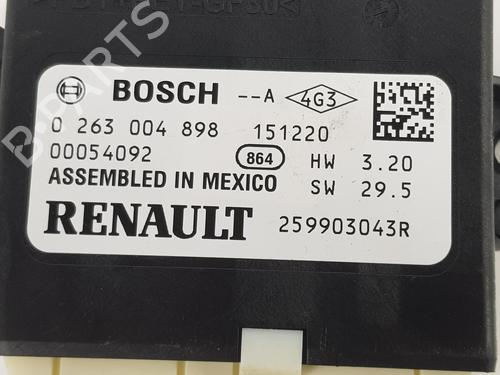 BOSCH --A 4G3
0 263 004 898 151220
00054092 864 HW 3.20
ASSEMBLED IN MEXICO SW 29.5
RENAULT 259903043R